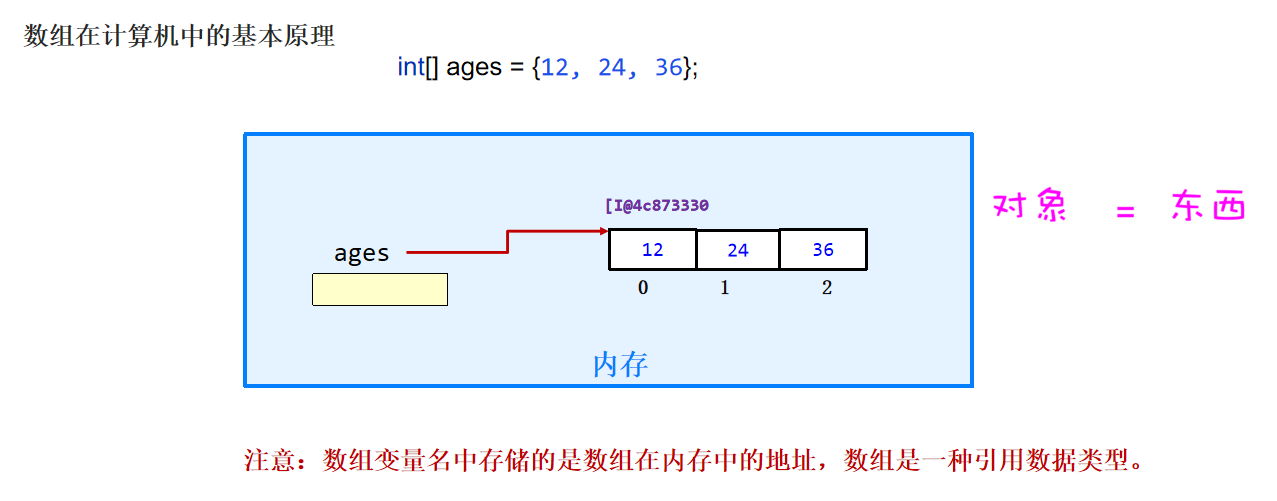 数组在计算机中的基本原理
int[] ages = {12, 24, 36};
[I@4c873330
对象 = 东西
ages
12 24 36
0 1 2
内存
注意：数组变量名中存储的是数组在内存中的地址，数组是一种引用数据类型。